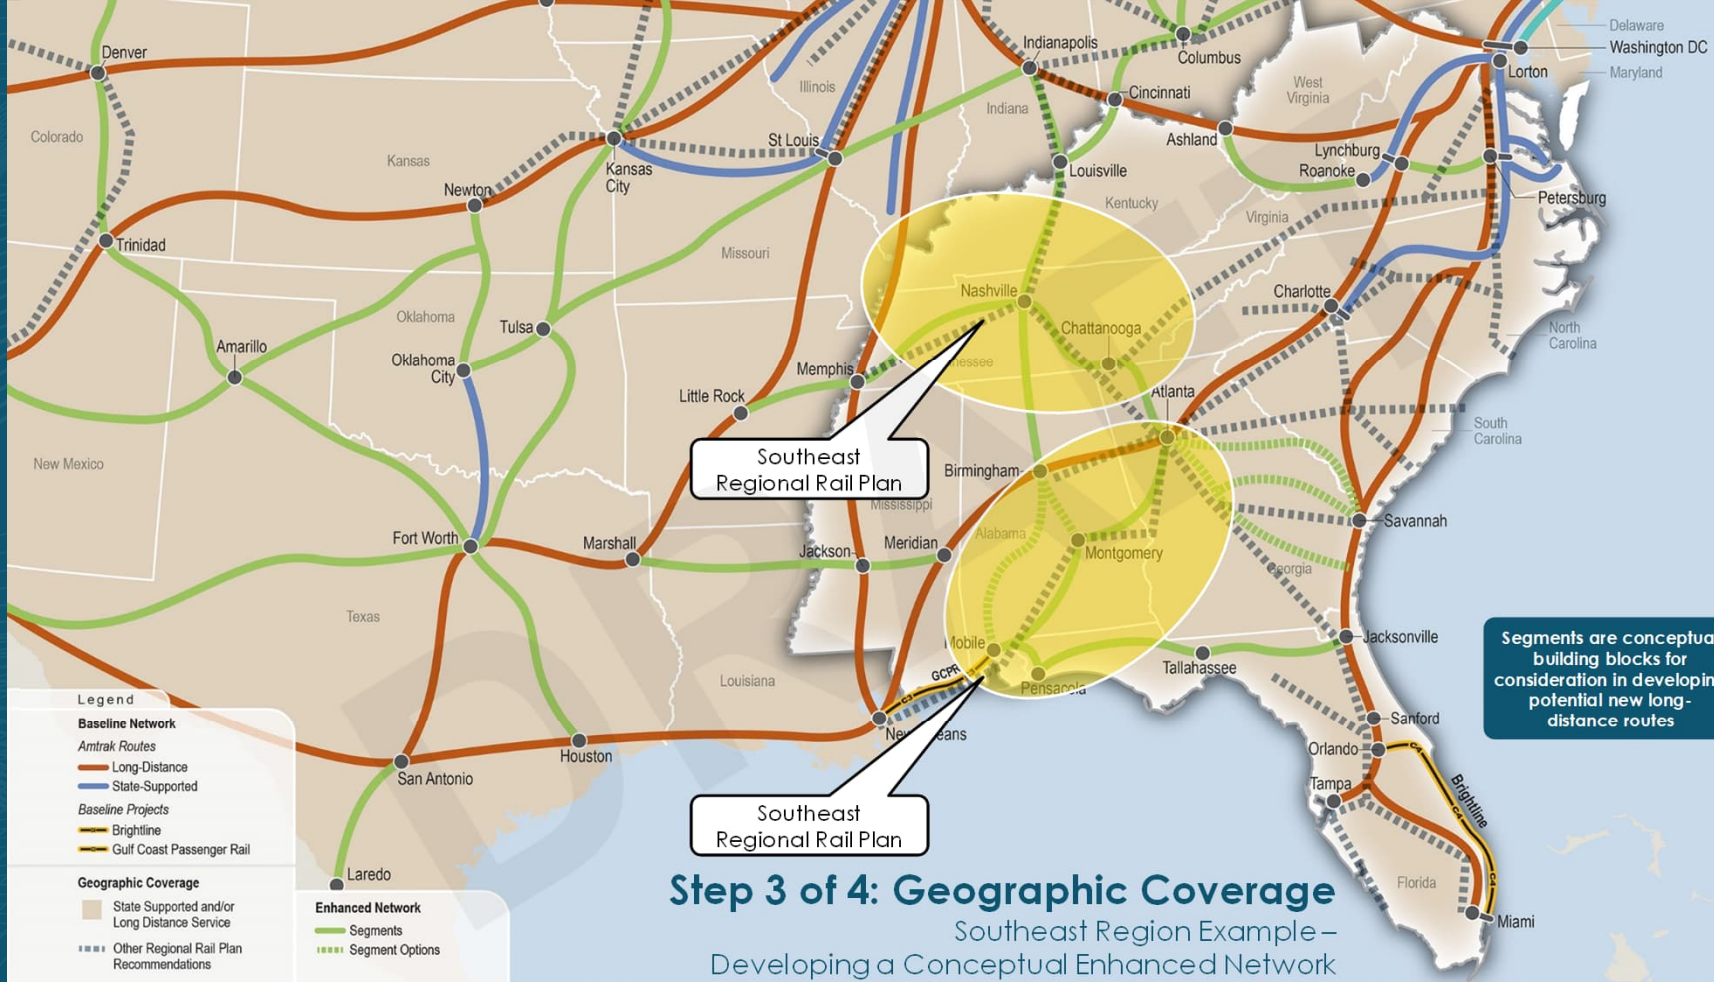 Denver
Indianapolis
Columbus
Delaware
Washington DC
Lorton
Maryland
Illinois
Indiana
Cincinnati
West
Virginia
Colorado
Kansas
St Louis
Kansas
City
Louisville
Ashland
Lynchburg
Roanoke
Petersburg
Newton
Kentucky
Virginia
Trinidad
Missouri
Nashville
Charlotte
Oklahoma
Tulsa
Chattanooga
North
Carolina
Amarillo
Oklahoma
City
Memphis
Little Rock
Atlanta
South
Carolina
New Mexico
Southeast
Regional Rail Plan
Birmingham
Mississippi
Alabama
Savannah
Fort Worth
Marshall
Jackson
Meridian
Montgomery
Georgia
Texas
Louisiana
Mobile
GCPR
Pensacola
Tallahassee
Jacksonville
Segments are conceptua
building blocks for
consideration in developin
potential new long-
distance routes
New Orleans
Houston
San Antonio
Laredo
Sanford
Orlando
Tampa
Brightline
C4
C4
C4
C3
Florida
Miami
Southeast
Regional Rail Plan
DRAFT
Legend
Baseline Network
Amtrak Routes
Long-Distance
State-Supported
Baseline Projects
Brightline
Gulf Coast Passenger Rail
Geographic Coverage
State Supported and/or
Long Distance Service
Other Regional Rail Plan
Recommendations
Enhanced Network
Segments
Segment Options
Step 3 of 4: Geographic Coverage
Southeast Region Example –
Developing a Conceptual Enhanced Network